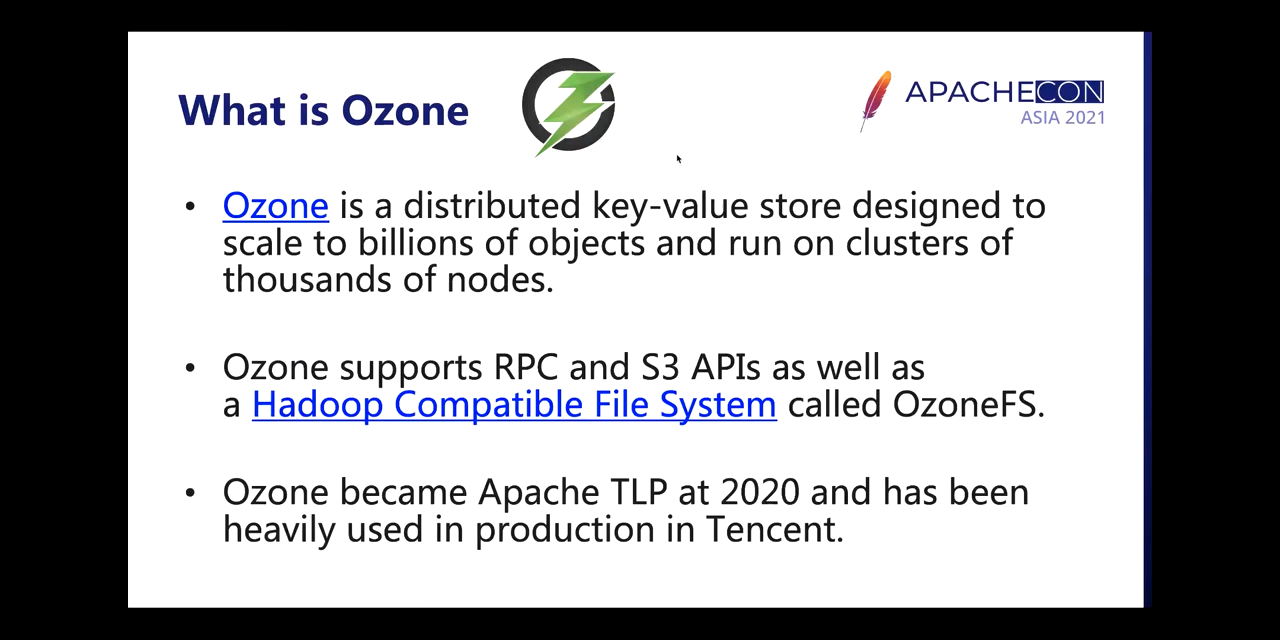 What is Ozone
APACHECON
ASIA 2021
• Ozone is a distributed key-value store designed to
scale to billions of objects and run on clusters of
thousands of nodes.
• Ozone supports RPC and S3 APIs as well as
a Hadoop Compatible File System called OzoneFS.
• Ozone became Apache TLP at 2020 and has been
heavily used in production in Tencent.